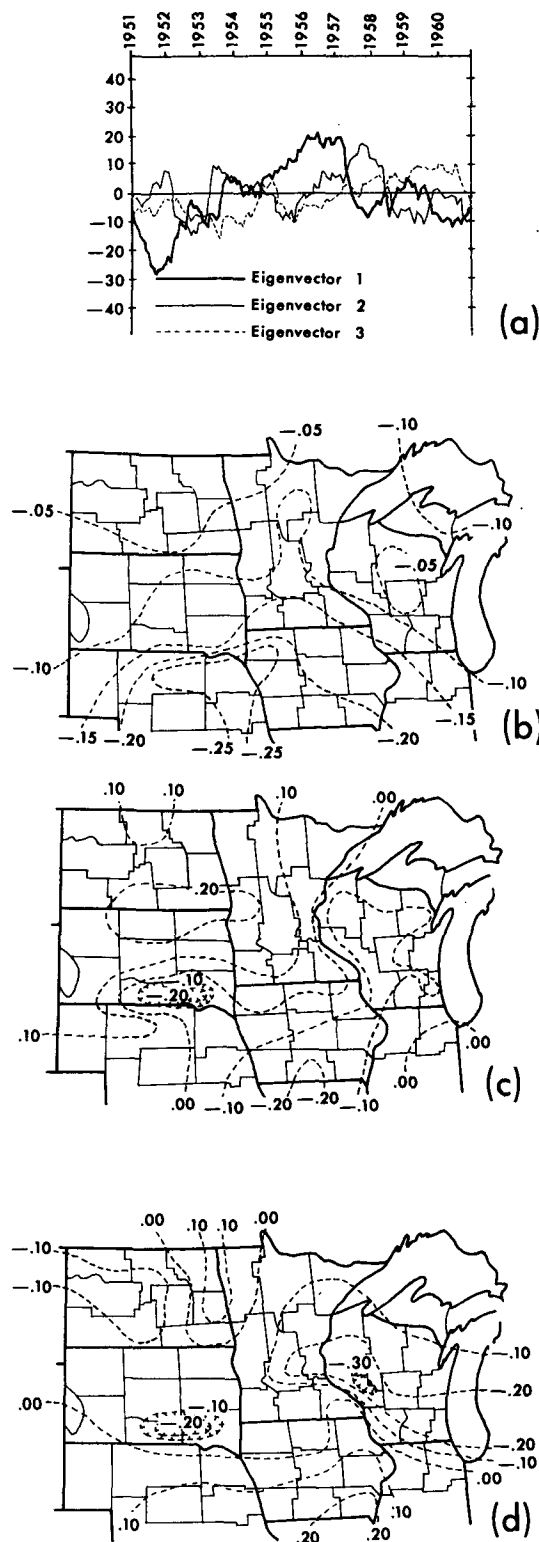 1951 1952 1953 1954 1955 1956 1957 1958 1959 1960
40
30
20
10
0
−10
−20
−30
−40
Eigenvector 1
Eigenvector 2
Eigenvector 3
(a)
−.05 −.10
−.05 −.10
−.05
−.10 −.10
−.15 −.20 −.25 −.25 −.20 −.15
(b)
.10 .10 .10 .00
.20
.10
−.20
.10 .00
.00 −.10 −.20 −.20 −.10 .00
(c)
.00 .10 .10 .00
−.10
−.10
−.10
−.30
−.20
.00 −.10
−.20
−.20
−.10
.00
.10 .20 .20 .10
(d)